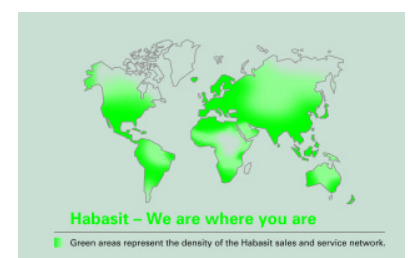 Habasit – We are where you are
Green areas represent the density of the Habasit sales and service network.